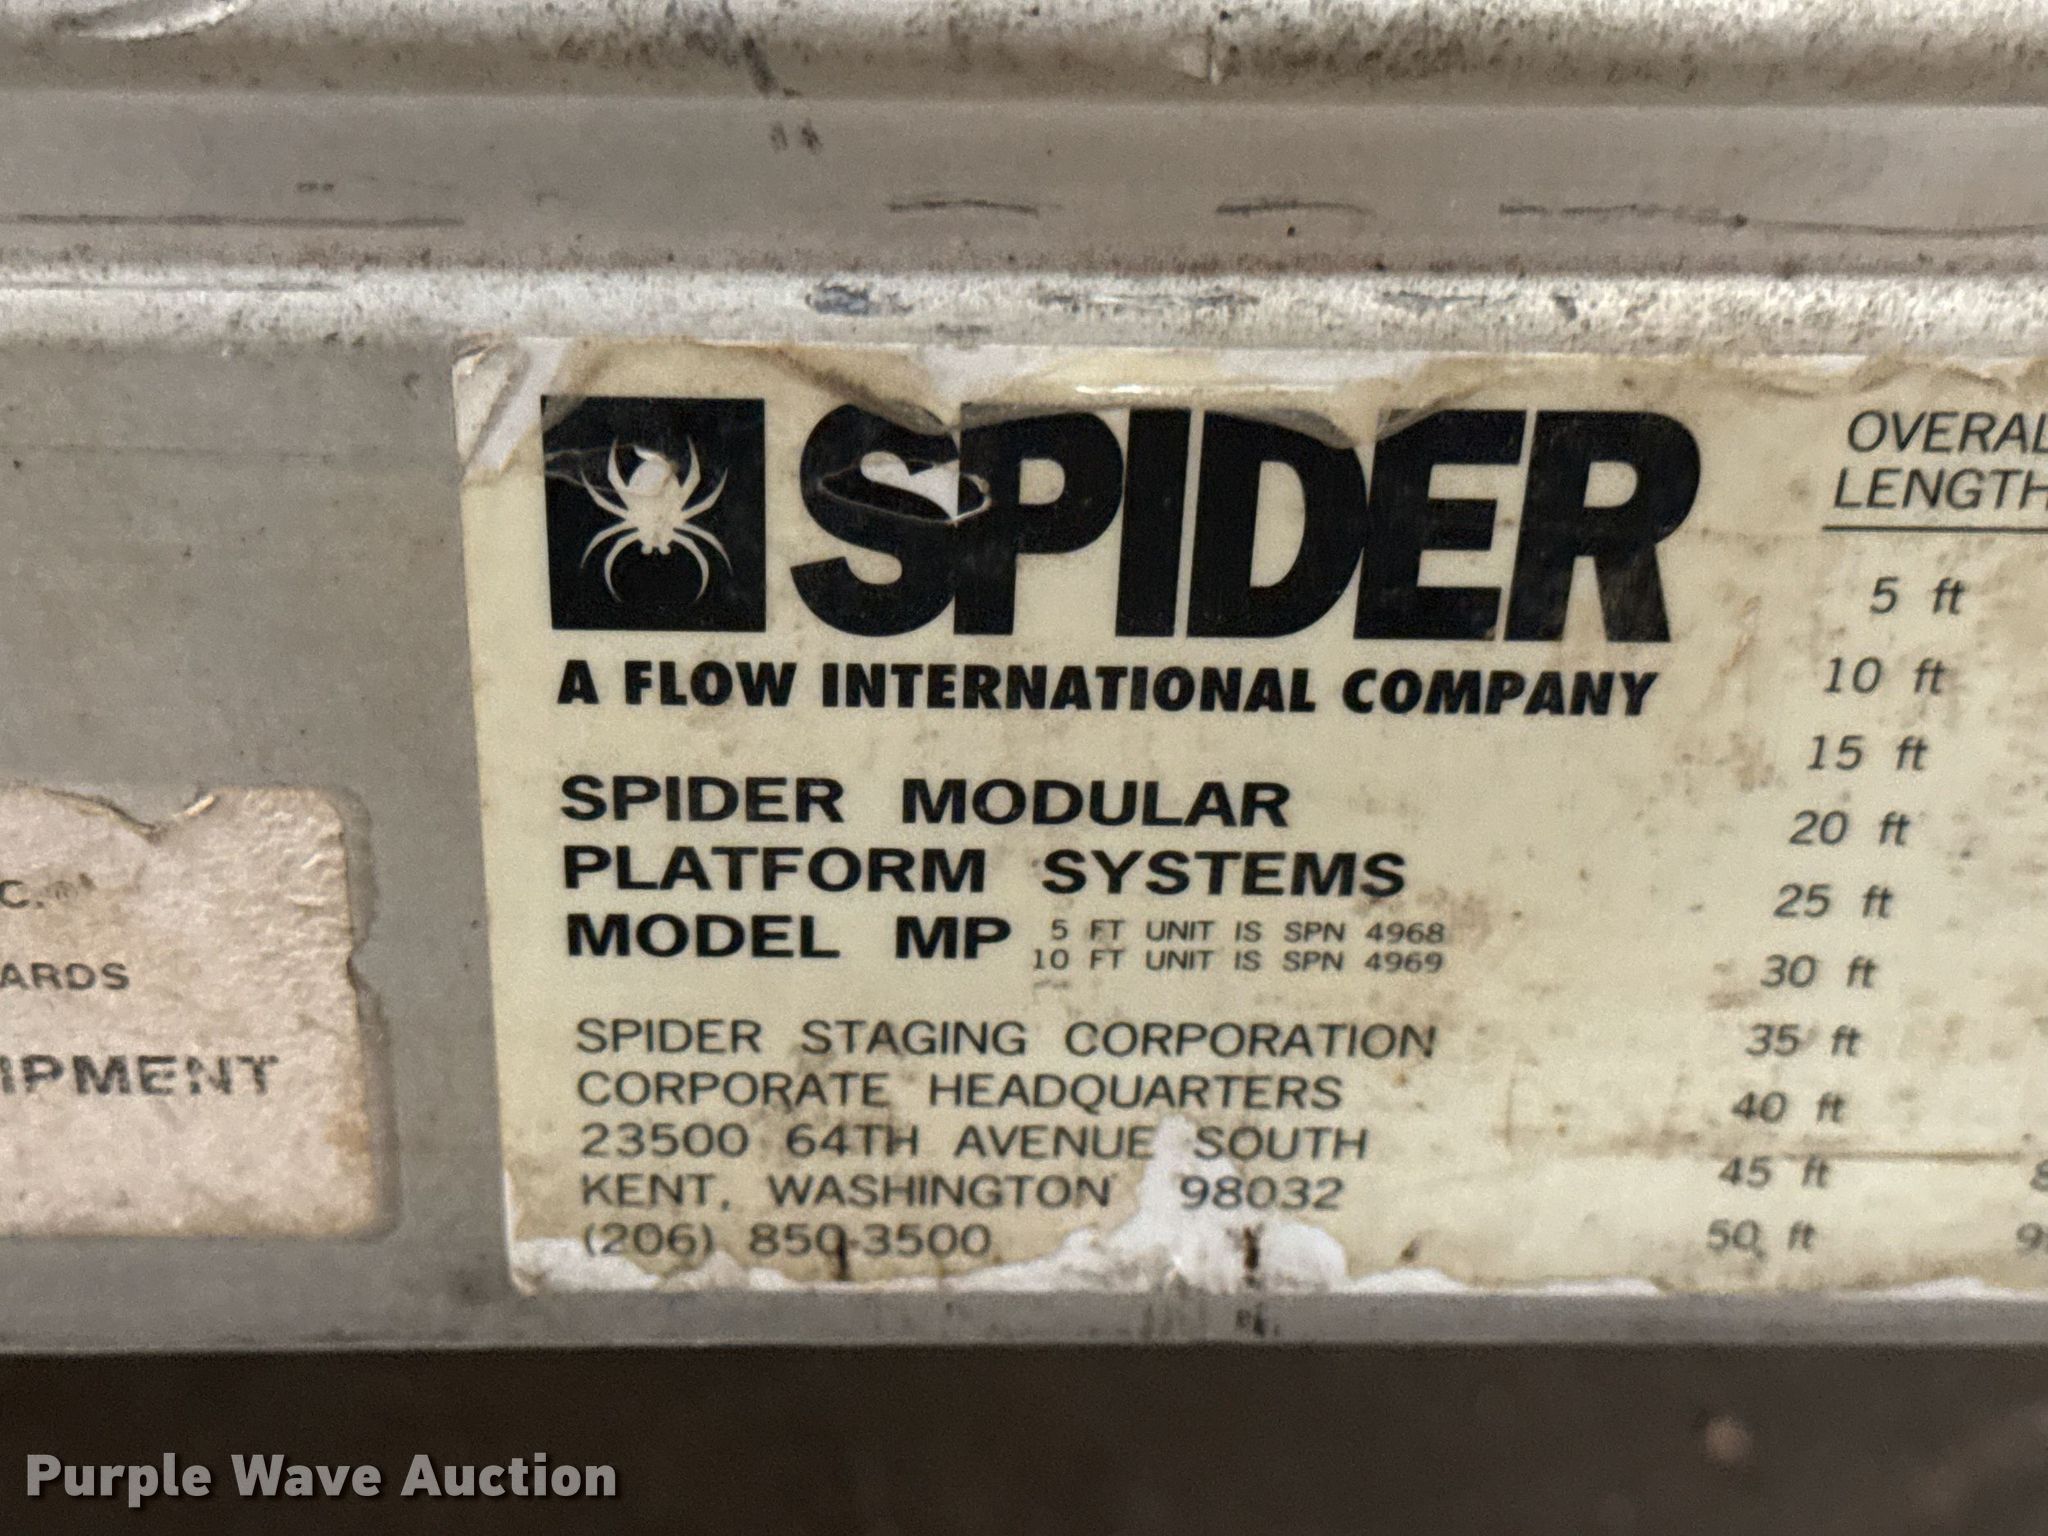 SPIDER
A FLOW INTERNATIONAL COMPANY
SPIDER MODULAR
PLATFORM SYSTEMS
MODEL MP
5 FT UNIT IS SPN 4968
10 FT UNIT IS SPN 4969
SPIDER STAGING CORPORATION
CORPORATE HEADQUARTERS
23500 64TH AVENUE SOUTH
KENT, WASHINGTON 98032
(206) 850-3500
OVERAL
LENGTH
5 ft
10 ft
15 ft
20 ft
25 ft
30 ft
35 ft
40 ft
45 ft
50 ft
C.
ARDS
IPMENT
Purple Wave Auction